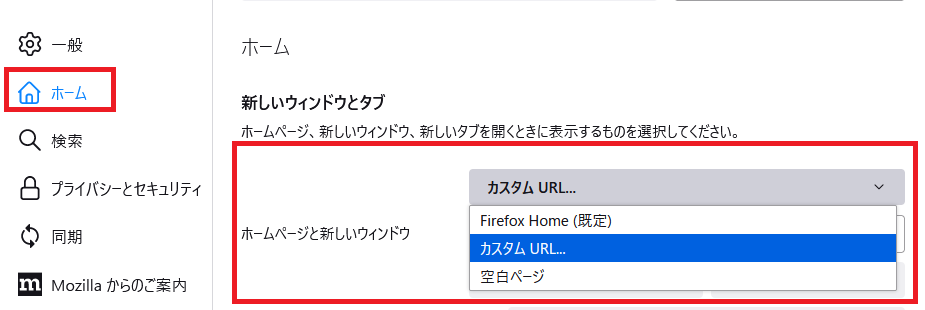 一般
ホーム
検索
プライバシーとセキュリティ
同期
m
Mozilla からのご案内
ホーム
新しいウィンドウとタブ
ホームページ、新しいウィンドウ、新しいタブを開くときに表示するものを選択してください。
ホームページと新しいウィンドウ
カスタム URL...
Firefox Home (既定)
カスタム URL...
空白ページ